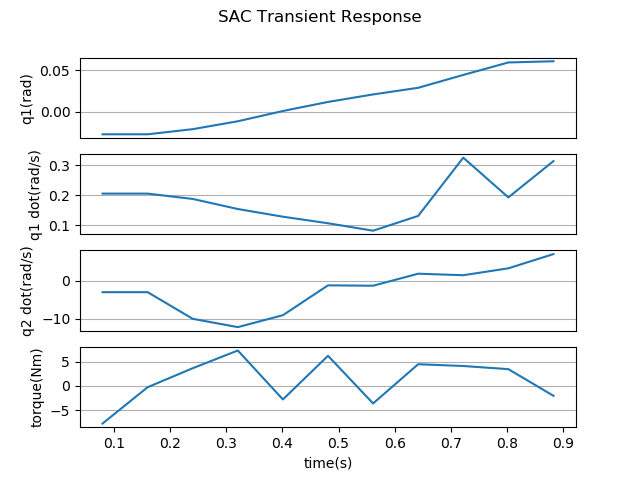 SAC Transient Response
q1(rad)
0.05
0.00
q1 dot(rad/s)
0.3
0.2
0.1
q2 dot(rad/s)
0
−10
torque(Nm)
5
0
−5
0.1 0.2 0.3 0.4 0.5 0.6 0.7 0.8 0.9
time(s)